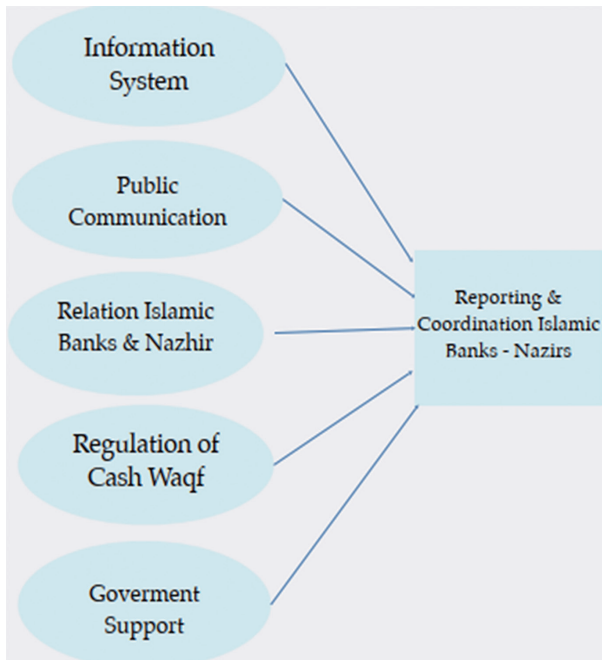 Information
System
Public
Communication
Relation Islamic
Banks & Nazhir
Reporting &
Coordination Islamic
Banks - Nazirs
Regulation of
Cash Waqf
Goverment
Support